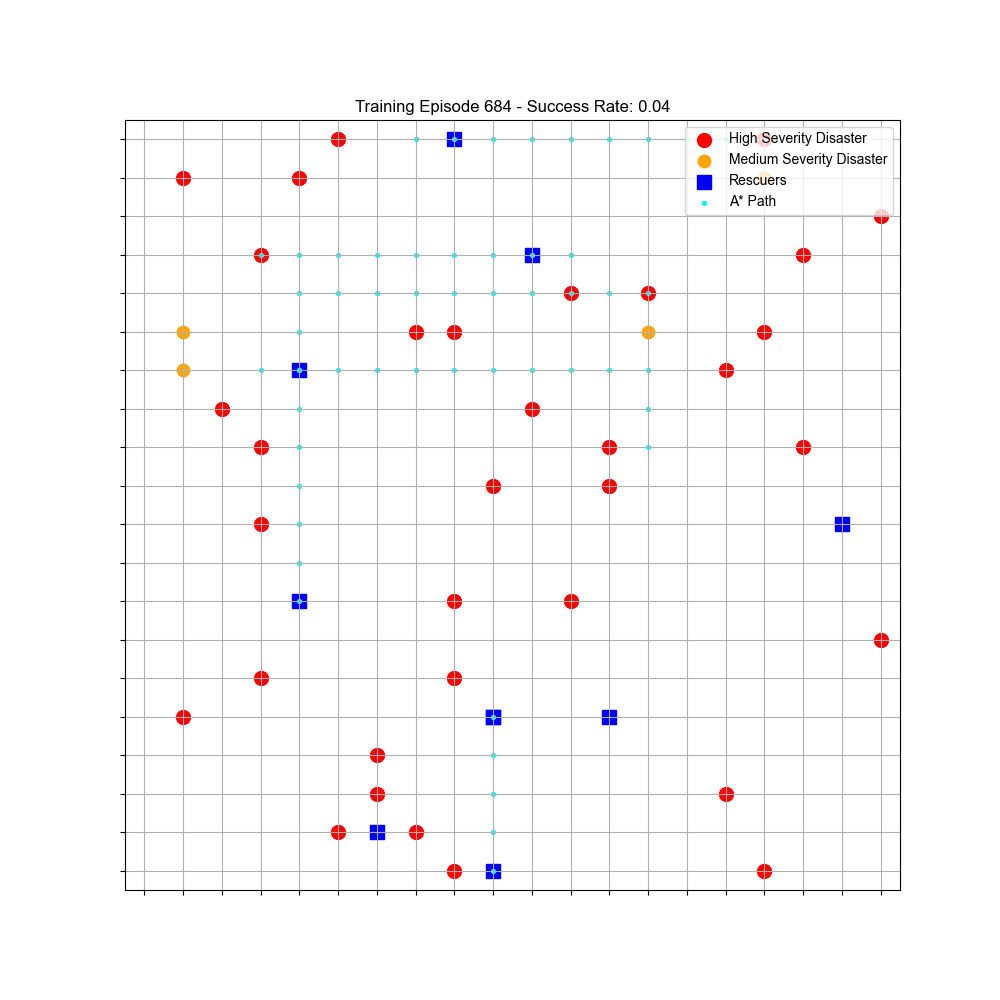 Training Episode 684 - Success Rate: 0.04
High Severity Disaster
Medium Severity Disaster
Rescuers
A* Path